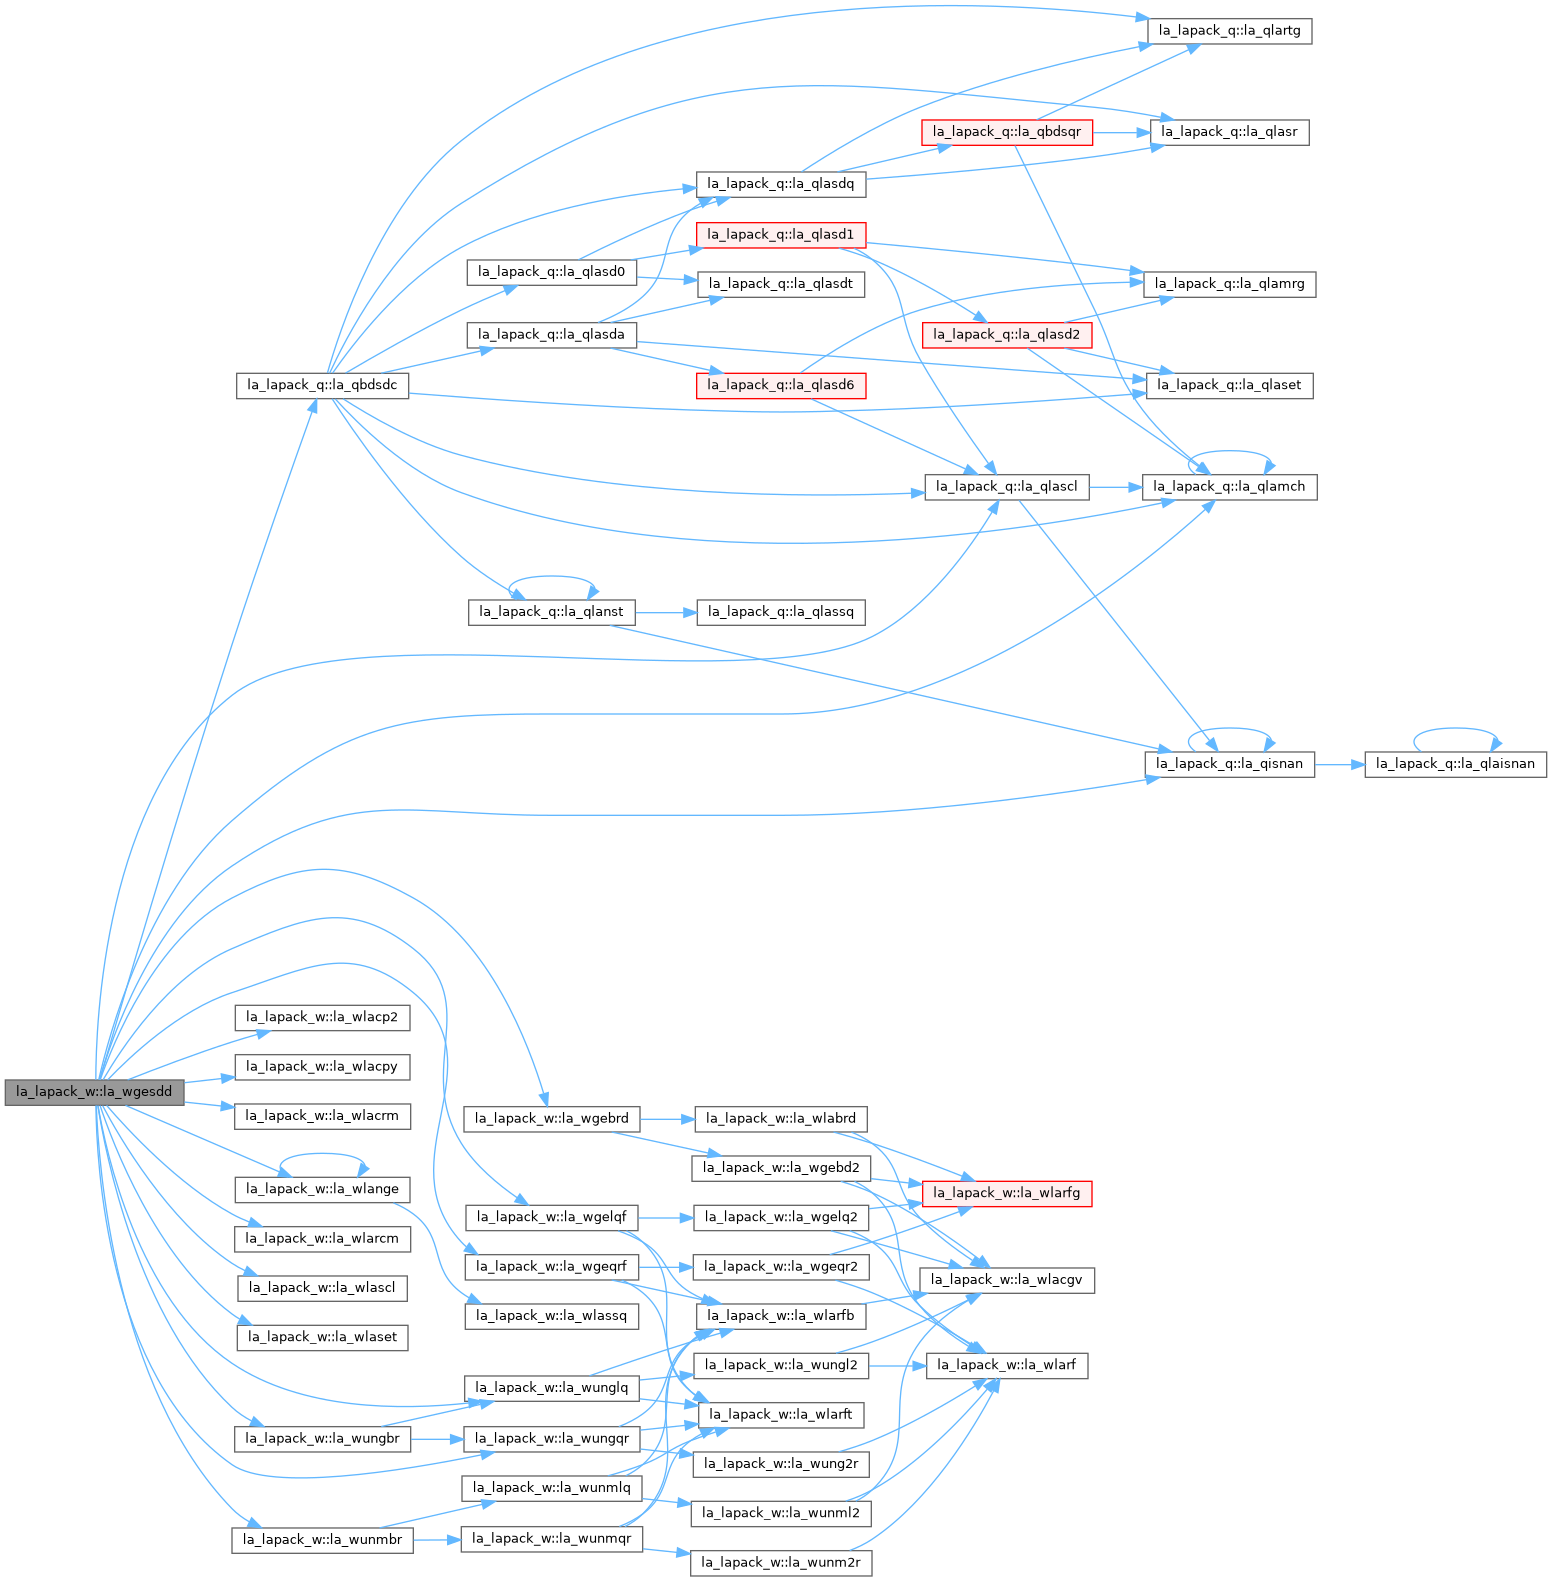 la_lapack_q::la_qlartg
la_lapack_q::la_qbdsqr
la_lapack_q::la_qlasr
la_lapack_q::la_qlasdq
la_lapack_q::la_qlasd1
la_lapack_q::la_qlasd0
la_lapack_q::la_qlasdt
la_lapack_q::la_qlamrg
la_lapack_q::la_qlasda
la_lapack_q::la_qlasd2
la_lapack_q::la_qbdsdc
la_lapack_q::la_qlasd6
la_lapack_q::la_qlaset
la_lapack_q::la_qlascl
la_lapack_q::la_qlamch
la_lapack_q::la_qlanst
la_lapack_q::la_qlassq
la_lapack_q::la_qisnan
la_lapack_q::la_qlaisnan
la_lapack_w::la_wlacp2
la_lapack_w::la_wlacpy
la_lapack_w::la_wgesdd
la_lapack_w::la_wlacrm
la_lapack_w::la_wgebrd
la_lapack_w::la_wlabrd
la_lapack_w::la_wgebd2
la_lapack_w::la_wlange
la_lapack_w::la_wlarfg
la_lapack_w::la_wgelqf
la_lapack_w::la_wgelq2
la_lapack_w::la_wlarcm
la_lapack_w::la_wgeqrf
la_lapack_w::la_wgeqr2
la_lapack_w::la_wlacgv
la_lapack_w::la_wlascl
la_lapack_w::la_wlassq
la_lapack_w::la_wlarfb
la_lapack_w::la_wlaset
la_lapack_w::la_wungl2
la_lapack_w::la_wlarf
la_lapack_w::la_wunglq
la_lapack_w::la_wlarft
la_lapack_w::la_wungbr
la_lapack_w::la_wungqr
la_lapack_w::la_wung2r
la_lapack_w::la_wunmlq
la_lapack_w::la_wunml2
la_lapack_w::la_wunmbr
la_lapack_w::la_wunmqr
la_lapack_w::la_wunm2r